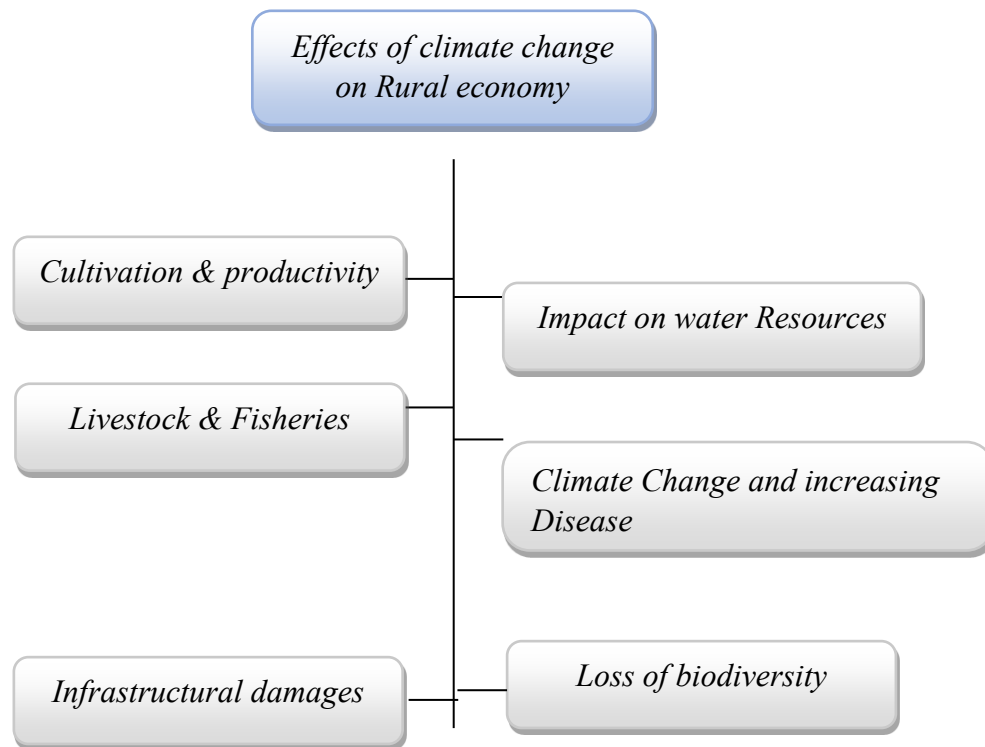 Effects of climate change
on Rural economy
Cultivation & productivity
Impact on water Resources
Livestock & Fisheries
Climate Change and increasing
Disease
Infrastructural damages
Loss of biodiversity